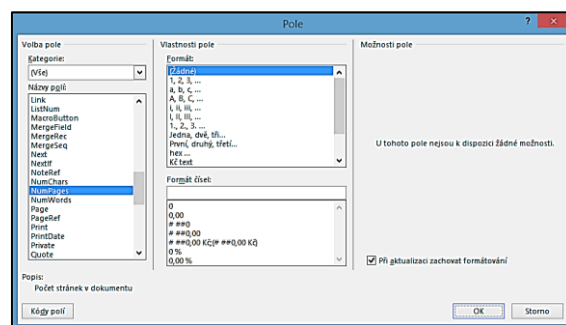 Pole
?
Volba pole
Kategorie:
(Vše)
Názvy polí:
Link
ListNum
MacroButton
MergeField
MergeRec
MergeSeq
Next
NextIf
NoteRef
NumChars
NumPages
NumWords
Page
PageRef
Print
PrintDate
Private
Quote
Vlastnosti pole
Formát:
(Žádné)
1, 2, 3, ...
a, b, c, ...
A, B, C, ...
i, ii, iii, ...
I, II, III, ...
1., 2., 3. ...
Jedna, dvě, tři...
První, druhý, třetí...
hex ...
Kč text
Formát čísel:
0
0,00
# ##0
# ##0,00
# ##0,00 Kč;(# ##0,00 Kč)
0 %
0,00 %
Možnosti pole
U tohoto pole nejsou k dispozici žádné možnosti.
Při aktualizaci zachovat formátování
Popis:
Počet stránek v dokumentu
Kódy polí
OK
Storno